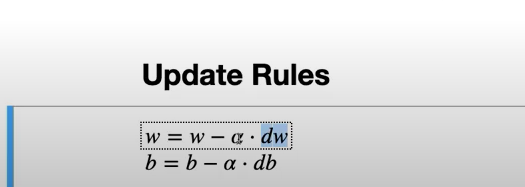 Update Rules
w = w − α · dw
b = b − α · db